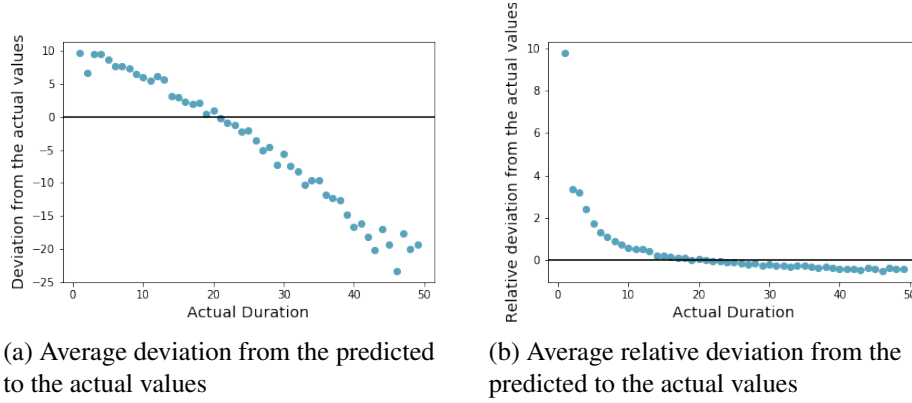 Deviation from the actual values
10
5
0
−5
−10
−15
−20
−25
0 10 20 30 40 50
Actual Duration
(a) Average deviation from the predicted
to the actual values
Relative deviation from the actual values
10
8
6
4
2
0
0 10 20 30 40 50
Actual Duration
(b) Average relative deviation from the
predicted to the actual values